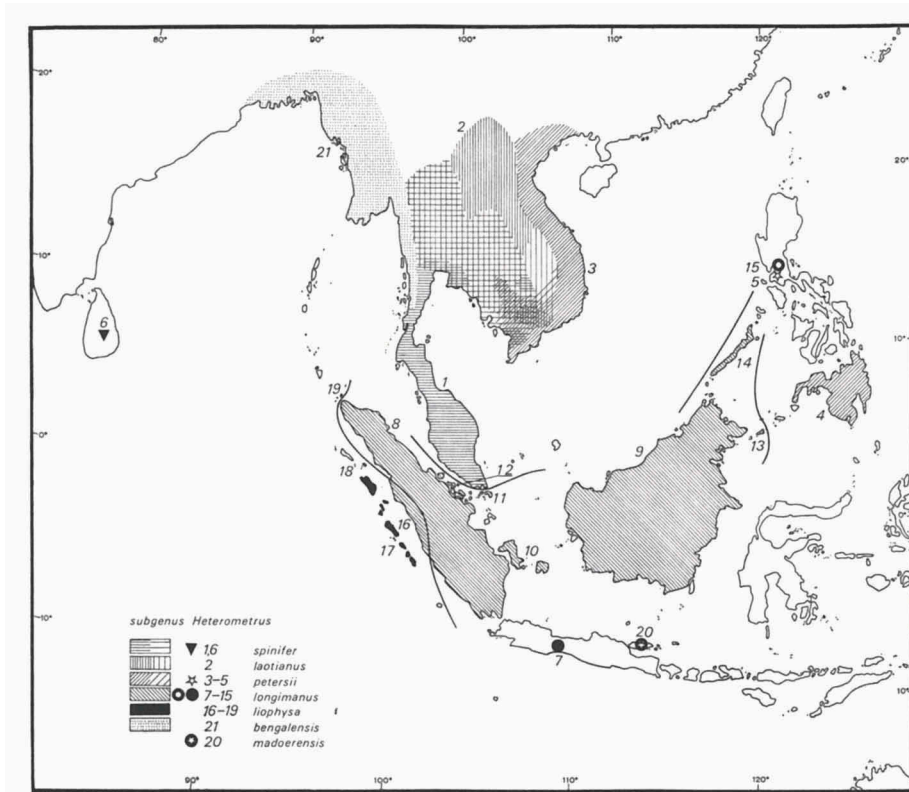 80° 90° 100° 110° 120°
20°
20°
21
2
10°
3
15
5
6
10°
14
1
4
19
8
9
13
0°
0°
12
18
11
16
17
10
10°
10°
20
7
subgenus Heterometrus
1,6 spinifer
2 laotianus
3–5 petersii
7–15 longimanus
16–19 liophysa
21 bengalensis
20 madoerensis
90° 100° 110° 120°